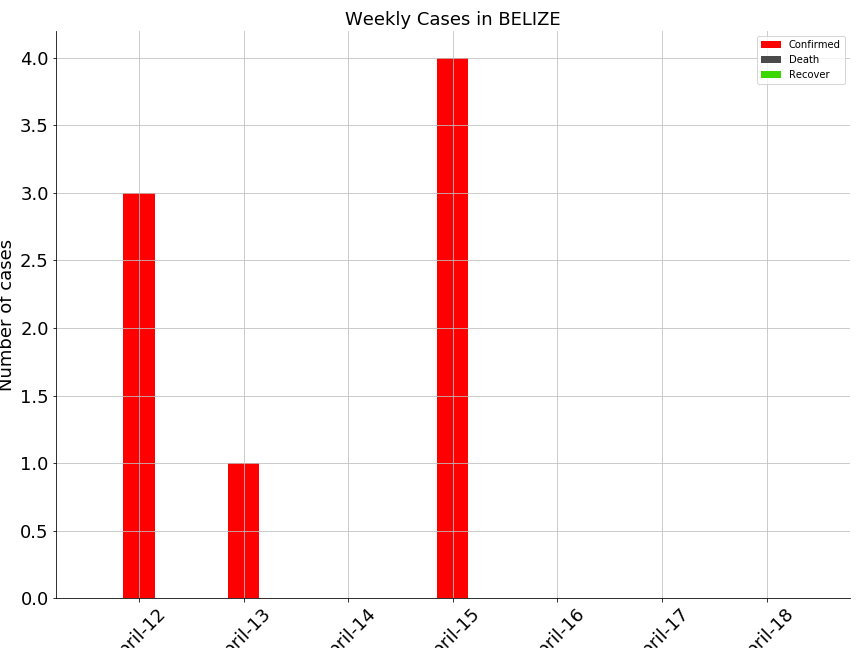 Weekly Cases in BELIZE
Confirmed
Death
Recover
Number of cases
4.0
3.5
3.0
2.5
2.0
1.5
1.0
0.5
0.0
pril-12
pril-13
pril-14
pril-15
pril-16
pril-17
pril-18